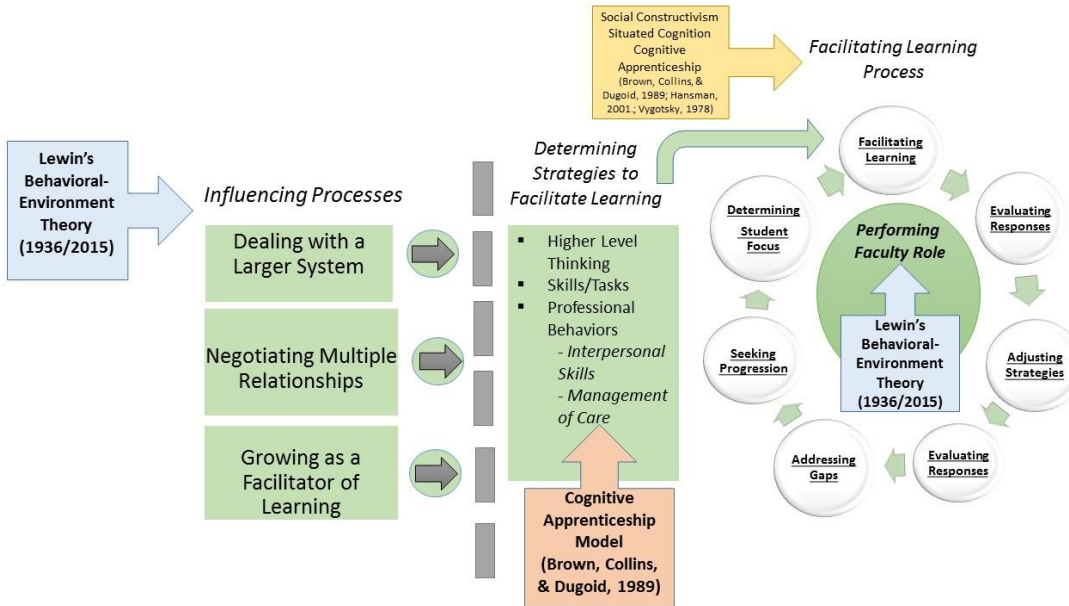 Lewin's
Behavioral-
Environment
Theory
(1936/2015)
Influencing Processes
Dealing with a
Larger System
Negotiating Multiple
Relationships
Growing as a
Facilitator of
Learning
Determining
Strategies to
Facilitate Learning
▪ Higher Level
Thinking
▪ Skills/Tasks
▪ Professional
Behaviors
- Interpersonal
Skills
- Management
of Care
Cognitive
Apprenticeship
Model
(Brown, Collins,
& Dugoid, 1989)
Social Constructivism
Situated Cognition
Cognitive
Apprenticeship
(Brown, Collins, &
Dugoid, 1989; Hansman,
2001.; Vygotsky, 1978)
Facilitating Learning
Process
Facilitating
Learning
Evaluating
Responses
Adjusting
Strategies
Evaluating
Responses
Addressing
Gaps
Seeking
Progression
Determining
Student
Focus
Performing
Faculty Role
Lewin's
Behavioral-
Environment
Theory
(1936/2015)